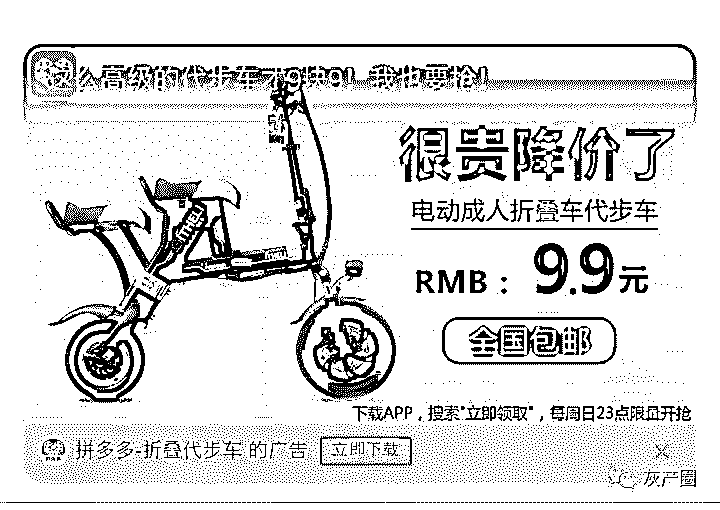 这么高级的代步车才9块9！我也要抢！
很贵降价了
电动成人折叠车代步车
RMB：9.9元
全国包邮
下载APP，搜索"立即领取"，每周日23点限量开抢
拼多多-折叠代步车 的广告 立即下载
灰产圈